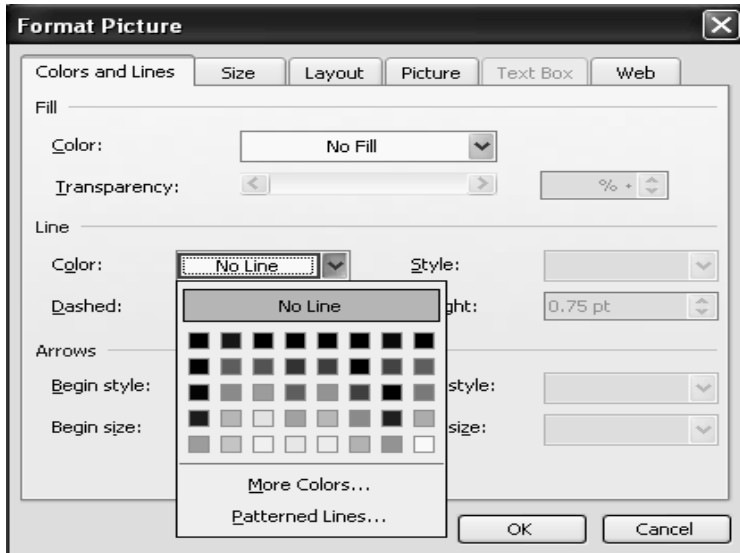 Format Picture
Colors and Lines Size Layout Picture Text Box Web
Fill
Color: No Fill
Transparency: %
Line
Color: No Line Style:
Dashed: No Line ght: 0.75 pt
Arrows
Begin style: style:
Begin size: size:
More Colors...
Patterned Lines...
OK Cancel